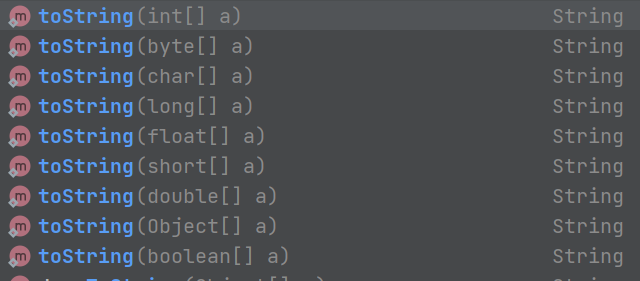 m toString(int[] a) String
m toString(byte[] a) String
m toString(char[] a) String
m toString(long[] a) String
m toString(float[] a) String
m toString(short[] a) String
m toString(double[] a) String
m toString(Object[] a) String
m toString(boolean[] a) String